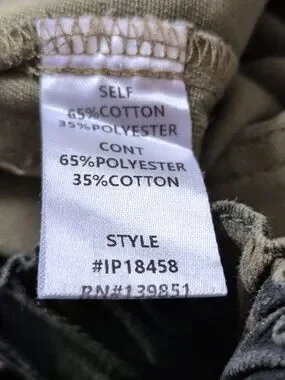 SELF
65%COTTON
35%POLYESTER
CONT
65%POLYESTER
35%COTTON
STYLE
#IP18458
RN#139851